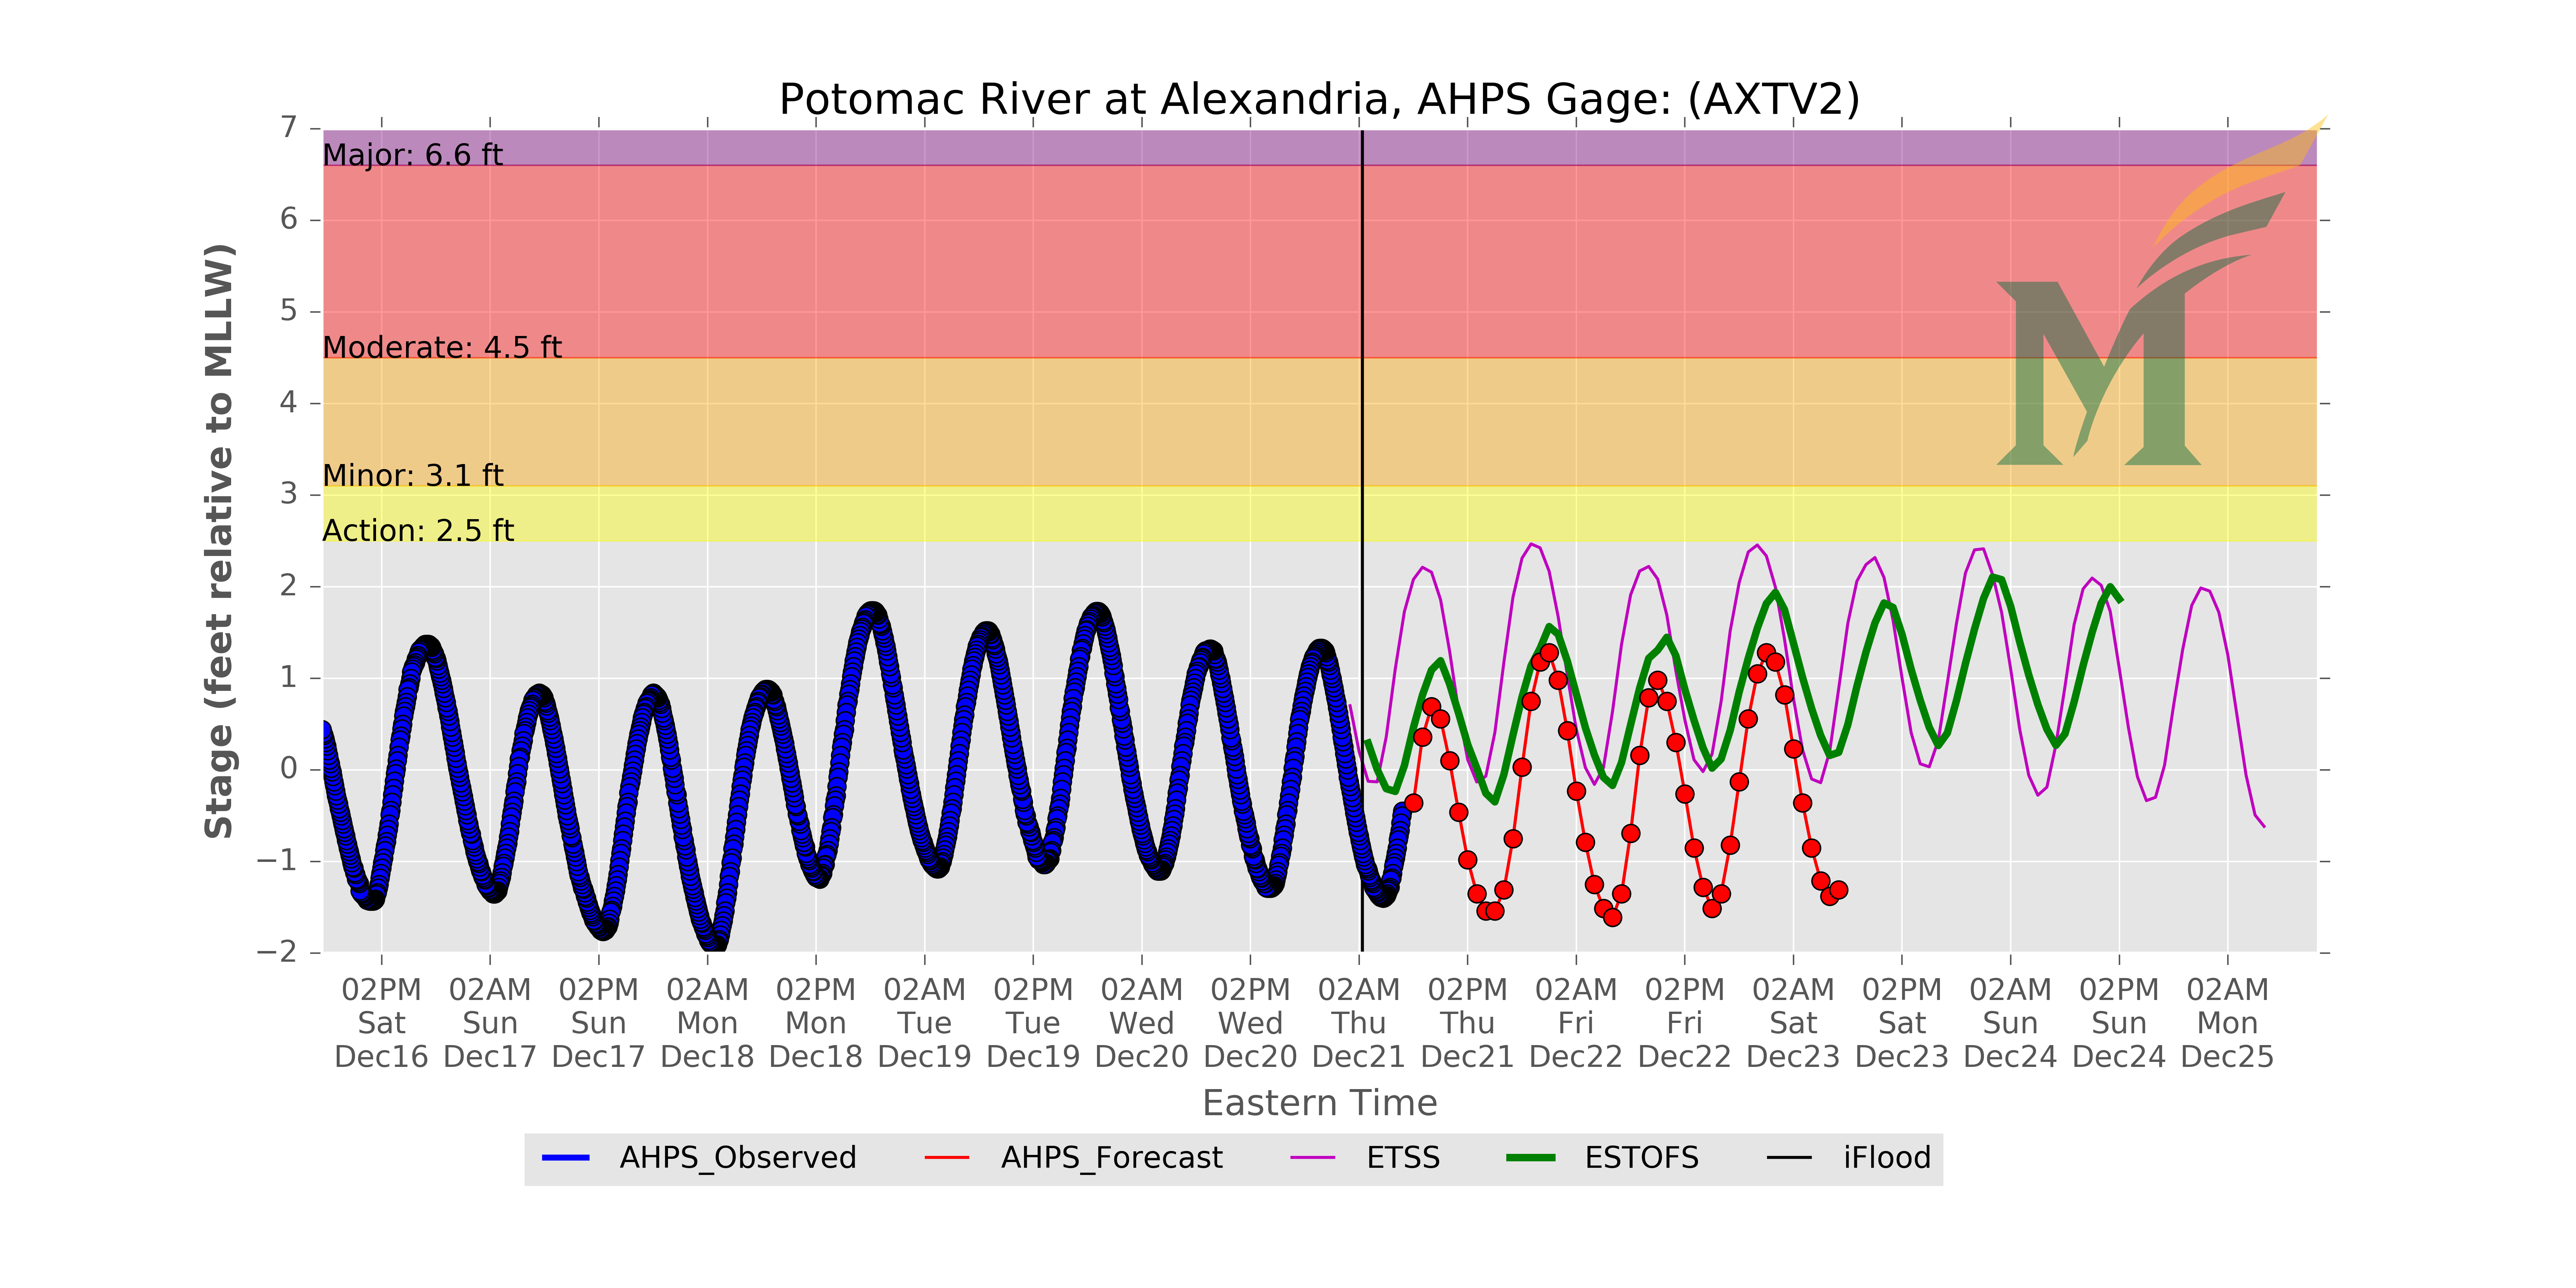 Potomac River at Alexandria, AHPS Gage: (AXTV2)
7
6
5
4
3
2
1
0
−1
−2
Stage (feet relative to MLLW)
Major: 6.6 ft
Moderate: 4.5 ft
Minor: 3.1 ft
Action: 2.5 ft
02PM 02AM 02PM 02AM 02PM 02AM 02PM 02AM 02PM 02AM 02PM 02AM 02PM 02AM 02PM 02AM 02PM 02AM
Sat Sun Sun Mon Mon Tue Tue Wed Wed Thu Thu Fri Fri Sat Sat Sun Sun Mon
Dec16 Dec17 Dec17 Dec18 Dec18 Dec19 Dec19 Dec20 Dec20 Dec21 Dec21 Dec22 Dec22 Dec23 Dec23 Dec24 Dec24 Dec25
Eastern Time
AHPS_Observed AHPS_Forecast ETSS ESTOFS iFlood